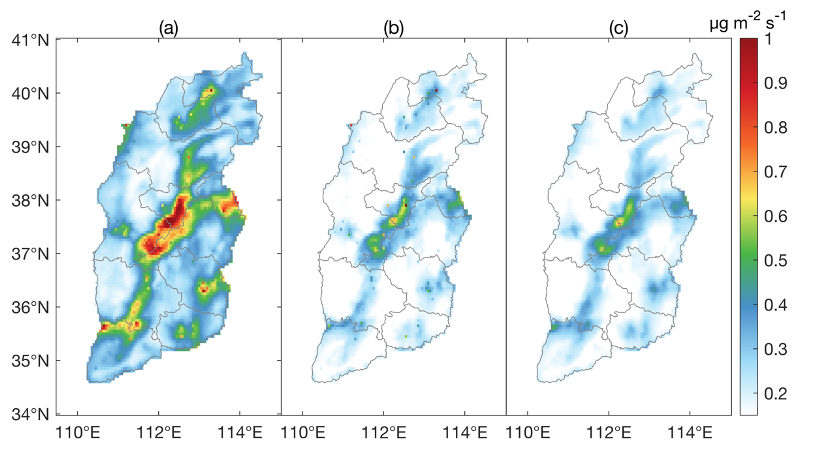 (a) (b) (c) µg m⁻² s⁻¹
41°N 1
40°N 0.9
39°N 0.8
0.7
38°N 0.6
37°N 0.5
36°N 0.4
35°N 0.3
34°N 0.2
110°E 112°E 114°E 110°E 112°E 114°E 110°E 112°E 114°E